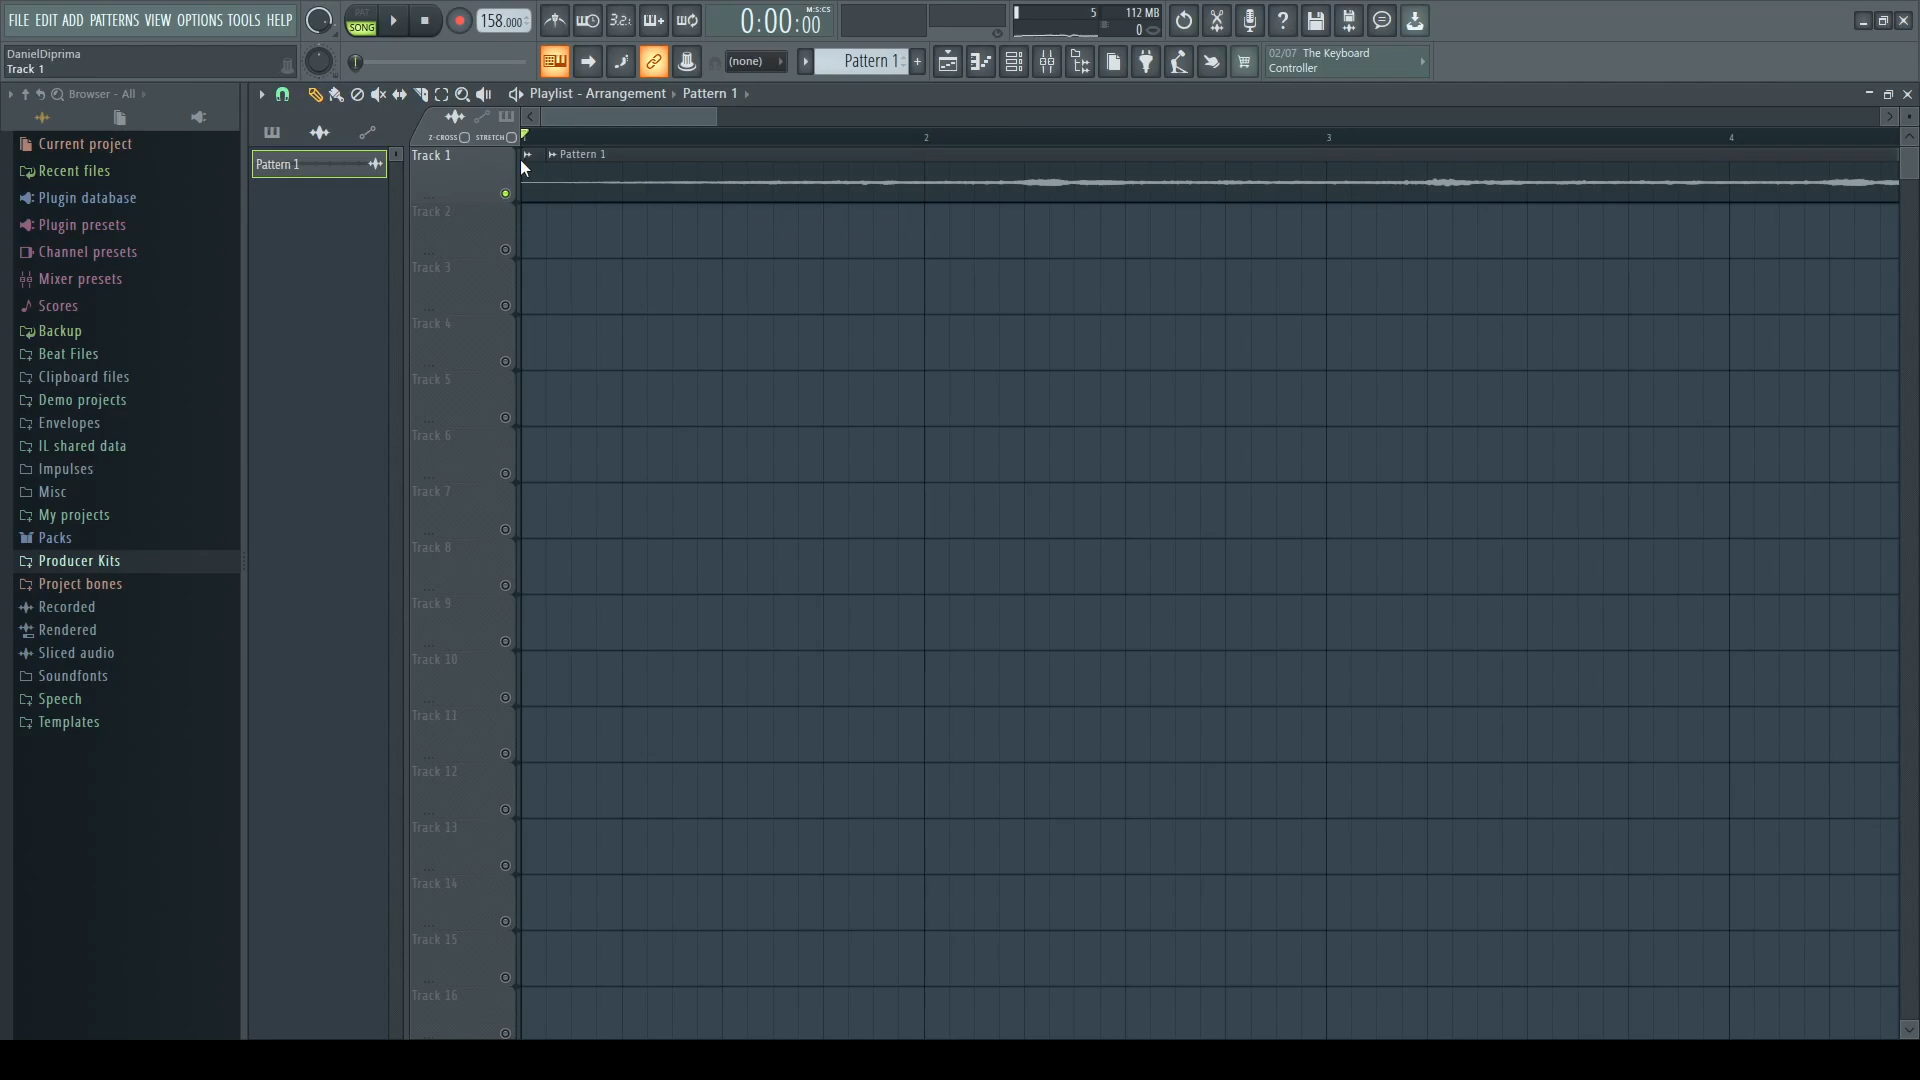 FILE EDIT ADD PATTERNS VIEW OPTIONS TOOLS HELP
PAT
SONG
158.000
3.2.
0:00:00
M:S:CS
5
112 MB
0
DanielDiprima
Track 1
(none)
Pattern 1
+
02/07 The Keyboard
Controller
Browser - All
Playlist - Arrangement
Pattern 1
Z-CROSS
STRETCH
Current project
Recent files
Plugin database
Plugin presets
Channel presets
Mixer presets
Scores
Backup
Beat Files
Clipboard files
Demo projects
Envelopes
IL shared data
Impulses
Misc
My projects
Packs
Producer Kits
Project bones
Recorded
Rendered
Sliced audio
Soundfonts
Speech
Templates
Pattern 1
2
3
4
Track 1
Pattern 1
Track 2
Track 3
Track 4
Track 5
Track 6
Track 7
Track 8
Track 9
Track 10
Track 11
Track 12
Track 13
Track 14
Track 15
Track 16